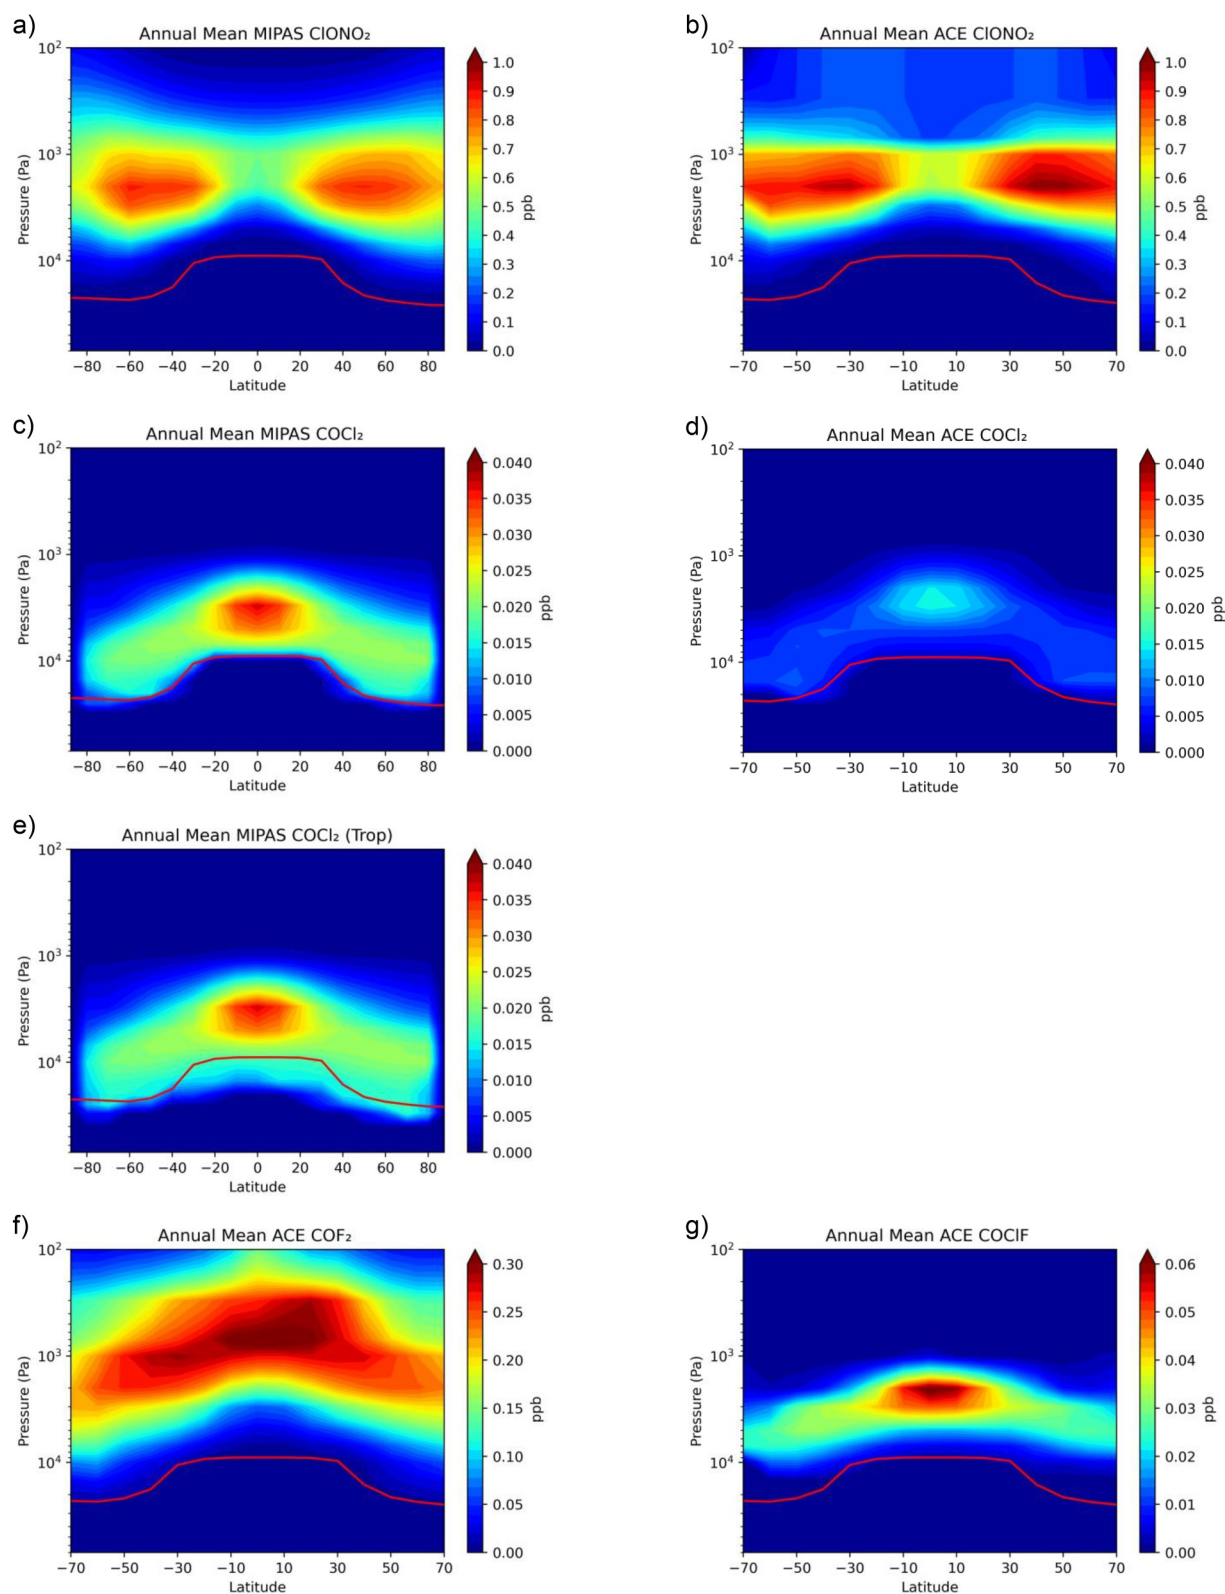 a)
Annual Mean MIPAS ClONO₂
10²
10³
10⁴
Pressure (Pa)
−80 −60 −40 −20 0 20 40 60 80
Latitude
1.0
0.9
0.8
0.7
0.6
0.5
0.4
0.3
0.2
0.1
0.0
ppb
b)
Annual Mean ACE ClONO₂
10²
10³
10⁴
Pressure (Pa)
−70 −50 −30 −10 10 30 50 70
Latitude
1.0
0.9
0.8
0.7
0.6
0.5
0.4
0.3
0.2
0.1
0.0
ppb
c)
Annual Mean MIPAS COCl₂
10²
10³
10⁴
Pressure (Pa)
−80 −60 −40 −20 0 20 40 60 80
Latitude
0.040
0.035
0.030
0.025
0.020
0.015
0.010
0.005
0.000
ppb
d)
Annual Mean ACE COCl₂
10²
10³
10⁴
Pressure (Pa)
−70 −50 −30 −10 10 30 50 70
Latitude
0.040
0.035
0.030
0.025
0.020
0.015
0.010
0.005
0.000
ppb
e)
Annual Mean MIPAS COCl₂ (Trop)
10²
10³
10⁴
Pressure (Pa)
−80 −60 −40 −20 0 20 40 60 80
Latitude
0.040
0.035
0.030
0.025
0.020
0.015
0.010
0.005
0.000
ppb
f)
Annual Mean ACE COF₂
10²
10³
10⁴
Pressure (Pa)
−70 −50 −30 −10 10 30 50 70
Latitude
0.30
0.25
0.20
0.15
0.10
0.05
0.00
ppb
g)
Annual Mean ACE COClF
10²
10³
10⁴
Pressure (Pa)
−70 −50 −30 −10 10 30 50 70
Latitude
0.06
0.05
0.04
0.03
0.02
0.01
0.00
ppb